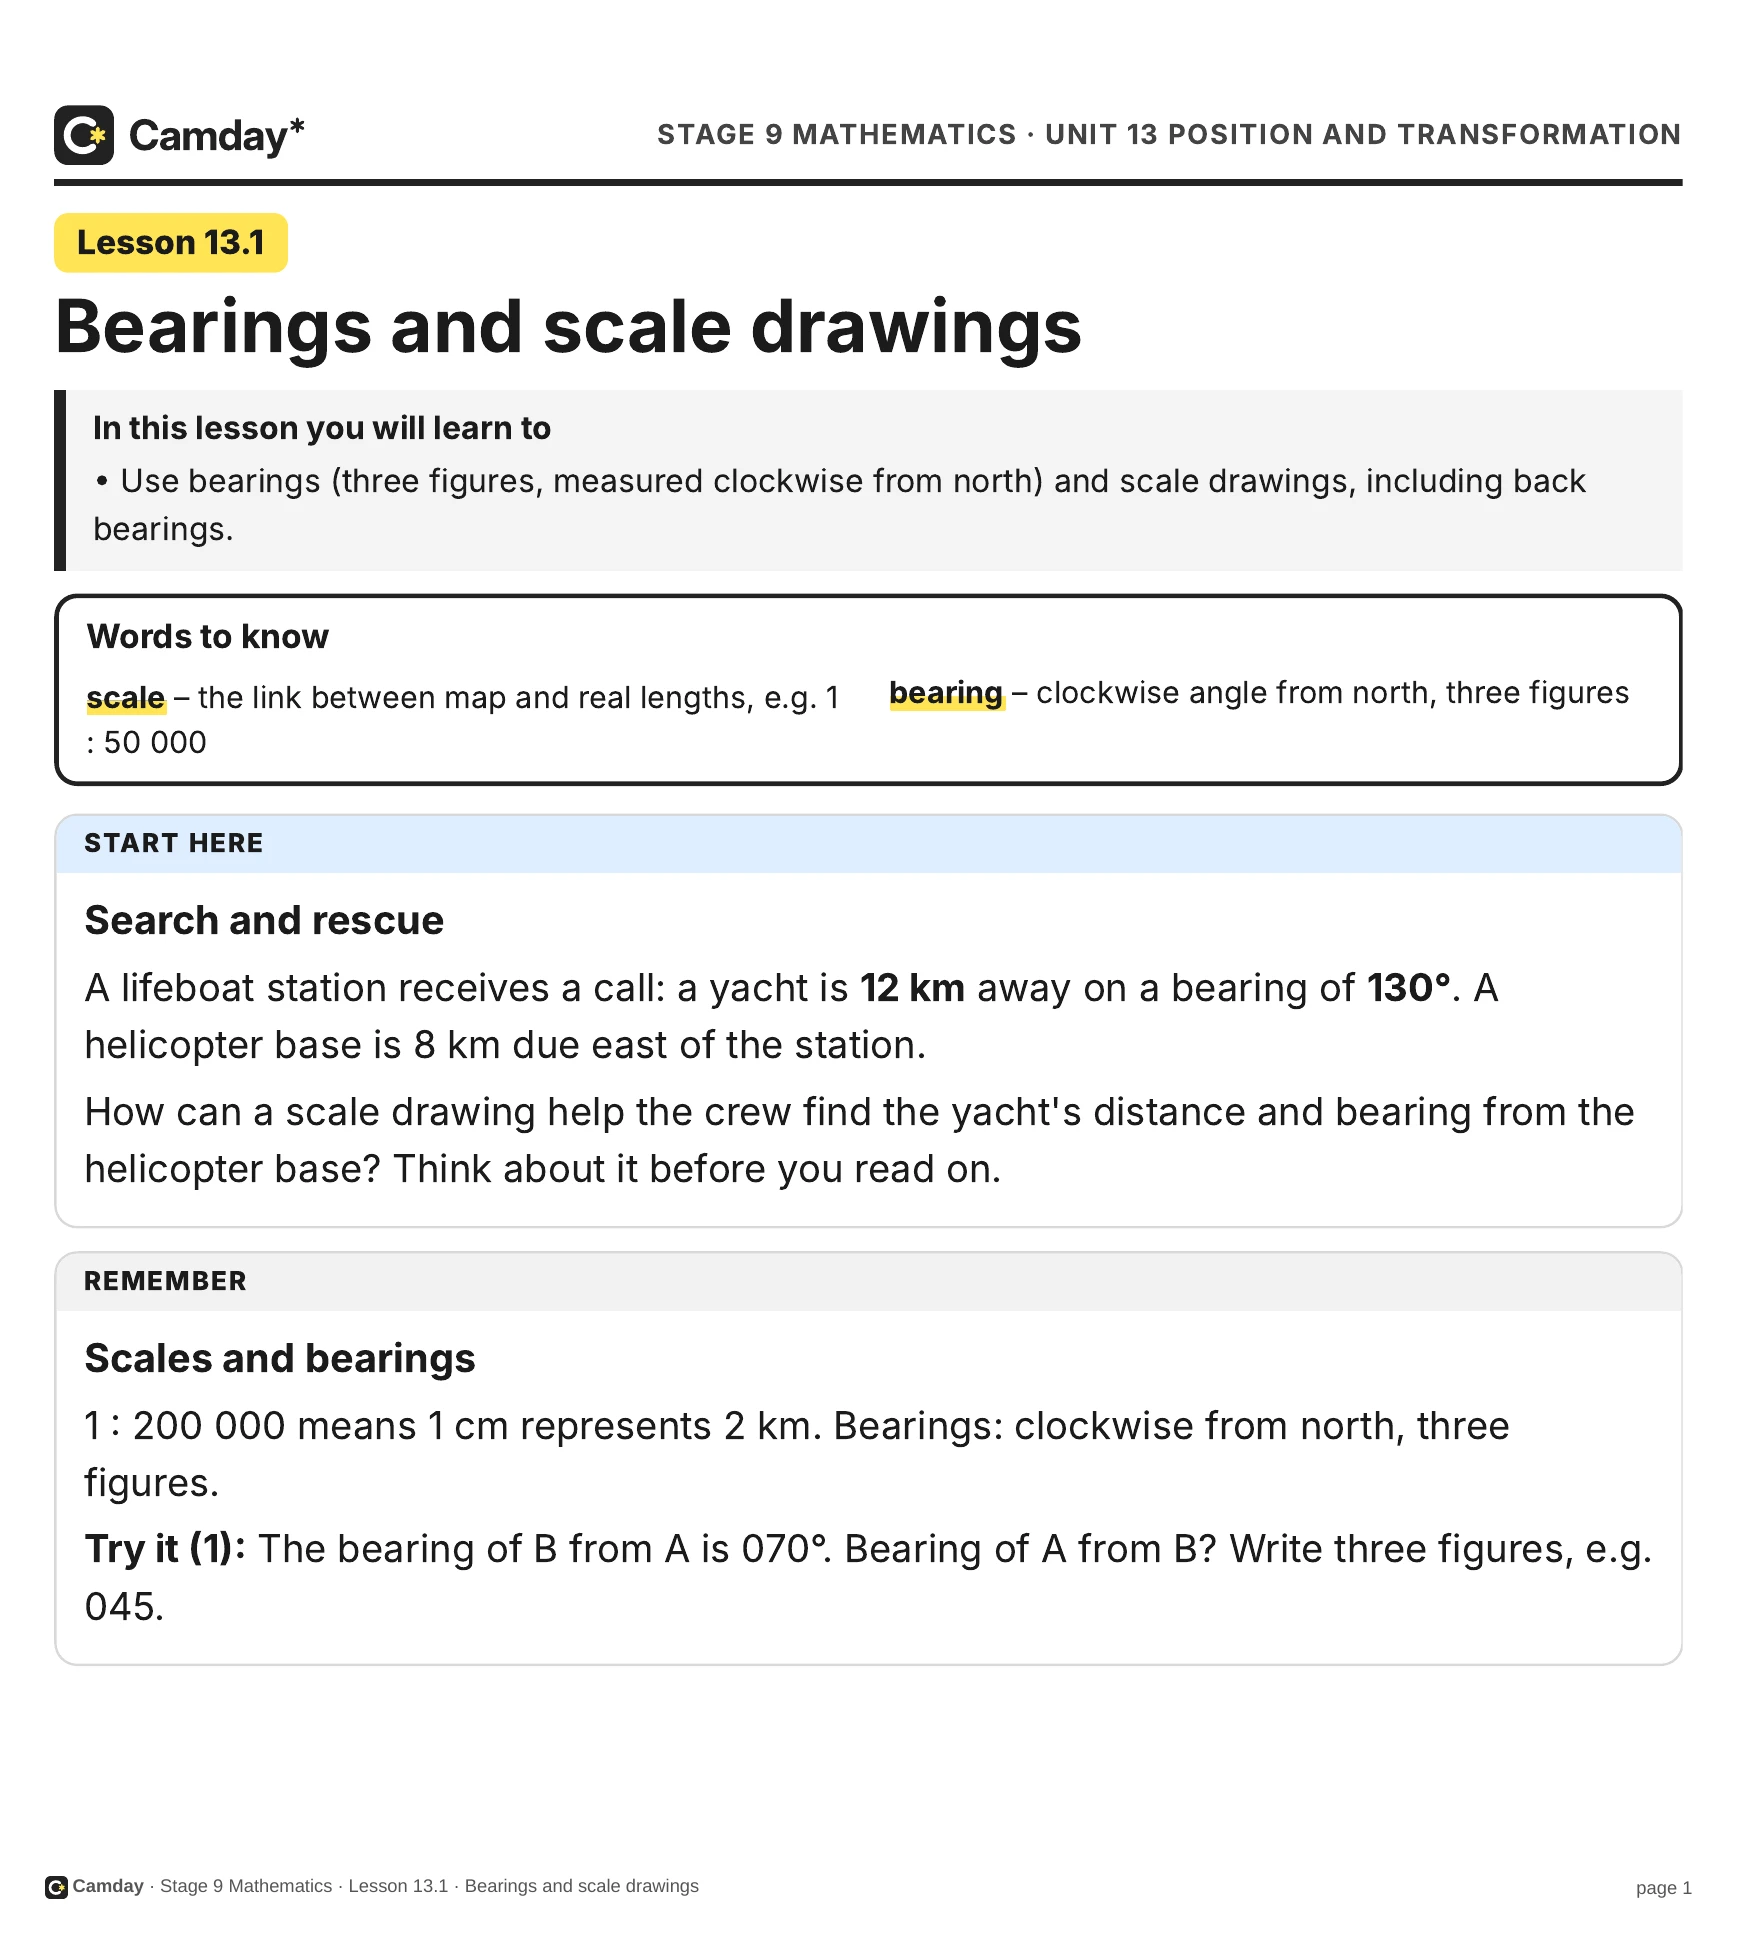 Camday*
STAGE 9 MATHEMATICS · UNIT 13 POSITION AND TRANSFORMATION
Lesson 13.1
Bearings and scale drawings
In this lesson you will learn to
• Use bearings (three figures, measured clockwise from north) and scale drawings, including back
bearings.
Words to know
scale – the link between map and real lengths, e.g. 1
: 50 000
bearing – clockwise angle from north, three figures
START HERE
Search and rescue
A lifeboat station receives a call: a yacht is 12 km away on a bearing of 130°. A
helicopter base is 8 km due east of the station.
How can a scale drawing help the crew find the yacht's distance and bearing from the
helicopter base? Think about it before you read on.
REMEMBER
Scales and bearings
1 : 200 000 means 1 cm represents 2 km. Bearings: clockwise from north, three
figures.
Try it (1): The bearing of B from A is 070°. Bearing of A from B? Write three figures, e.g.
045.
Camday · Stage 9 Mathematics · Lesson 13.1 · Bearings and scale drawings
page 1